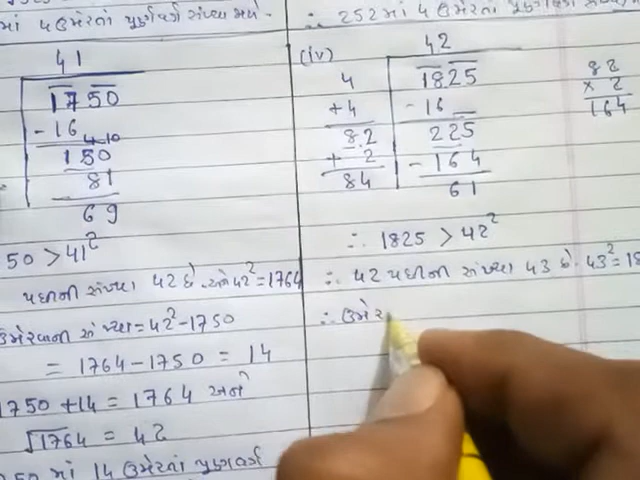 માં 4 ઉમેરતાં પૂર્ણવર્ગ સંખ્યા મળે.
41
1750
- 16
150
81
69
50 > 41²
પછીની સંખ્યા 42 છે. અને 42² = 1764
ઉમેરવાની સંખ્યા = 42² - 1750
= 1764 - 1750 = 14
1750 + 14 = 1764 અને
√1764 = 42
માં 14 ઉમેરતાં પૂર્ણવર્ગ
∴ 252 માં 4 ઉમેરતાં પૂર્ણવર્ગ
(iv) 42
4 1825
+4 - 16
82 225
+ 2 - 164
84 61
82
× 2
164
∴ 1825 > 42²
∴ 42 પછીની સંખ્યા 43 છે. 43² = 18
∴ ઉમેર